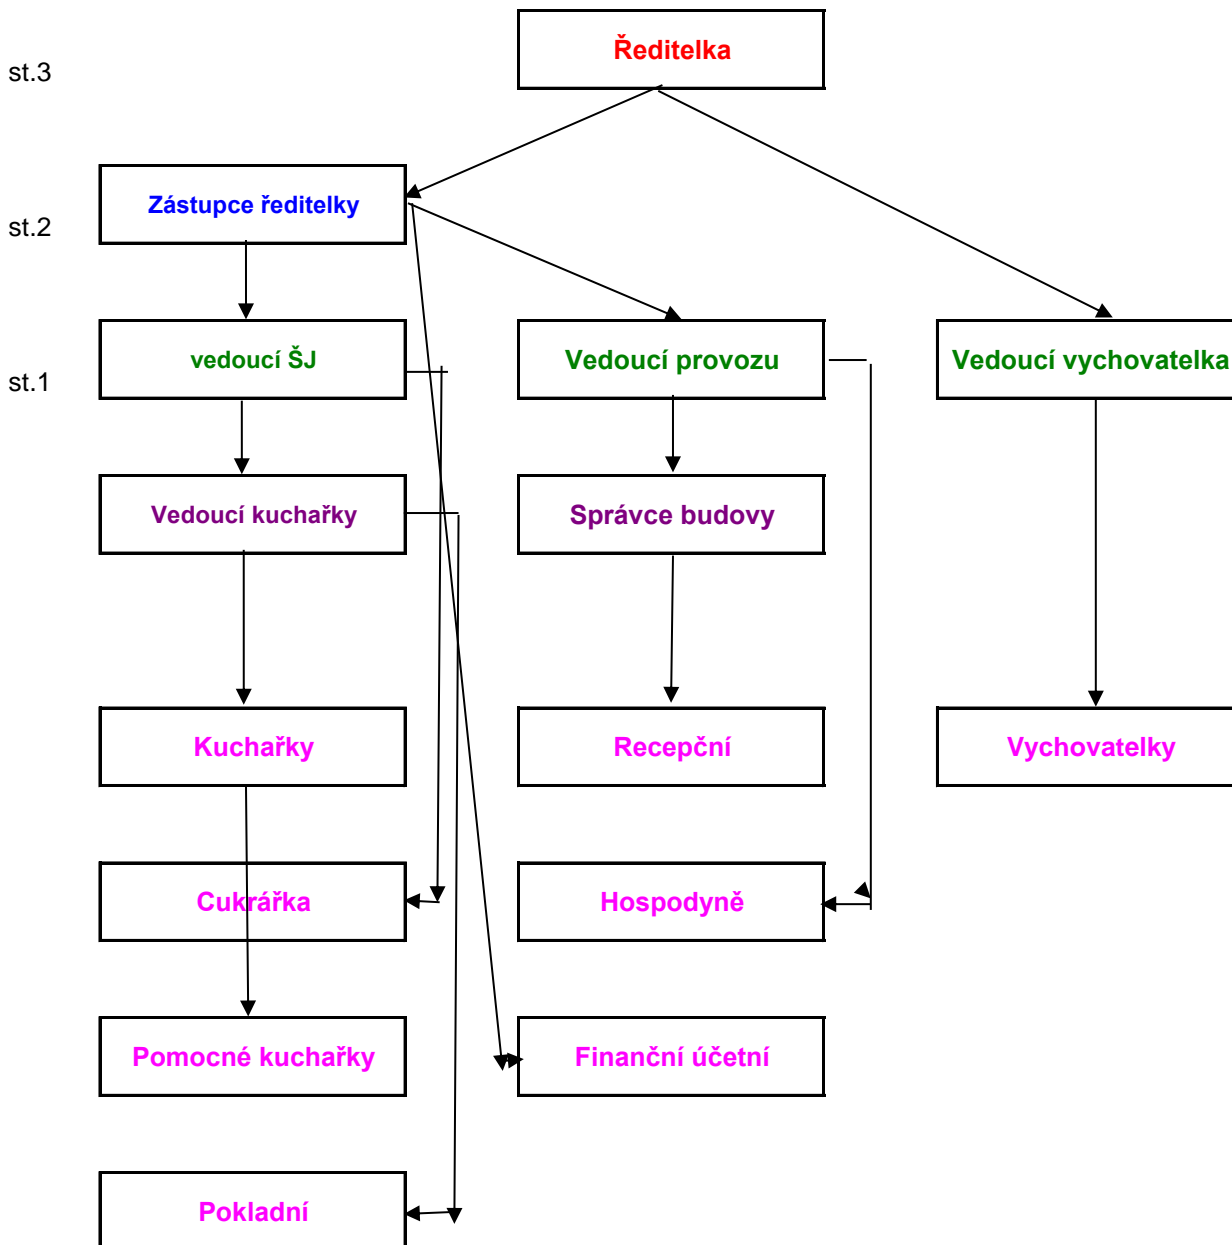 Ředitelka
st.3
Zástupce ředitelky
st.2
vedoucí ŠJ
Vedoucí provozu
Vedoucí vychovatelka
st.1
Vedoucí kuchařky
Správce budovy
Kuchařky
Recepční
Vychovatelky
Cukrářka
Hospodyně
Pomocné kuchařky
Finanční účetní
Pokladní